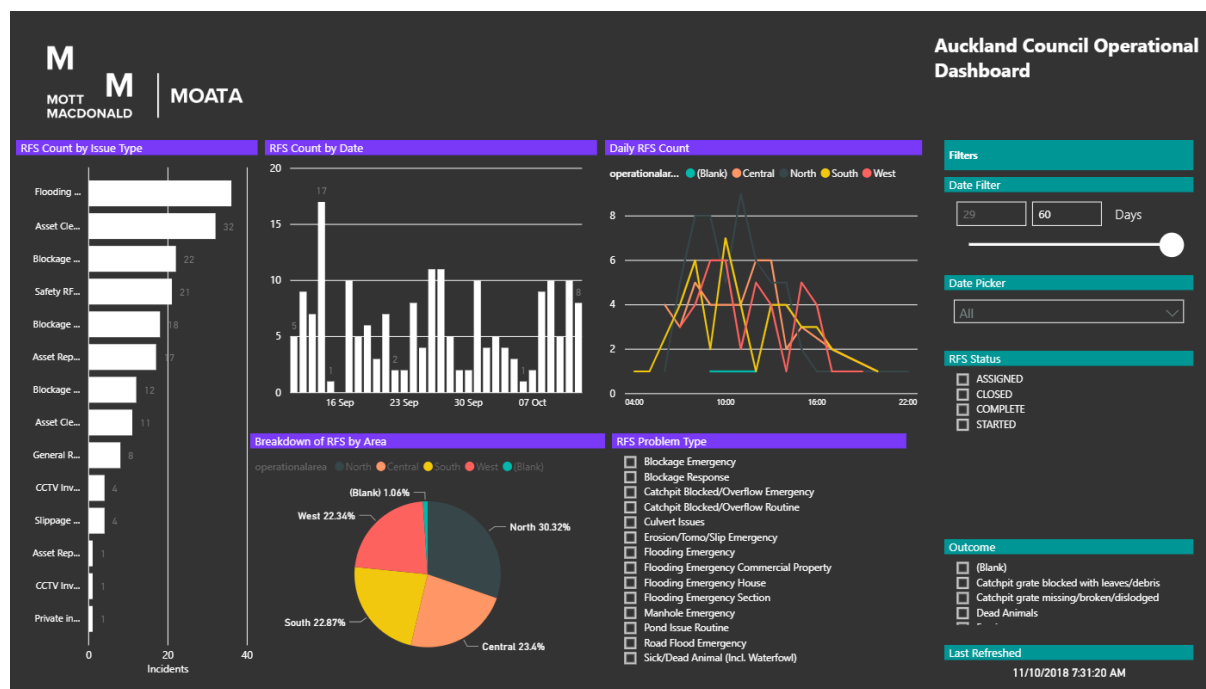 M
M
MOTT
MACDONALD
MOATA
Auckland Council Operational
Dashboard
RFS Count by Issue Type
Flooding ...
Asset Cle...
32
Blockage ...
22
Safety RF...
21
Blockage ...
18
Asset Rep...
17
Blockage ...
12
Asset Cle...
11
General R...
8
CCTV Inv...
4
Slippage ...
4
Asset Rep...
1
CCTV Inv...
1
Private in...
1
0 20 40
Incidents
RFS Count by Date
20
15
10
5
0
5
17
1
2
1
8
16 Sep 23 Sep 30 Sep 07 Oct
Daily RFS Count
operationalar... (Blank) Central North South West
8
6
4
2
0
04:00 10:00 16:00 22:00
Breakdown of RFS by Area
operationalarea North Central South West (Blank)
(Blank) 1.06%
West 22.34%
North 30.32%
South 22.87%
Central 23.4%
RFS Problem Type
Blockage Emergency
Blockage Response
Catchpit Blocked/Overflow Emergency
Catchpit Blocked/Overflow Routine
Culvert Issues
Erosion/Tomo/Slip Emergency
Flooding Emergency
Flooding Emergency Commercial Property
Flooding Emergency House
Flooding Emergency Section
Manhole Emergency
Pond Issue Routine
Road Flood Emergency
Sick/Dead Animal (Incl. Waterfowl)
Filters
Date Filter
29 60 Days
Date Picker
All
RFS Status
ASSIGNED
CLOSED
COMPLETE
STARTED
Outcome
(Blank)
Catchpit grate blocked with leaves/debris
Catchpit grate missing/broken/dislodged
Dead Animals
Last Refreshed
11/10/2018 7:31:20 AM